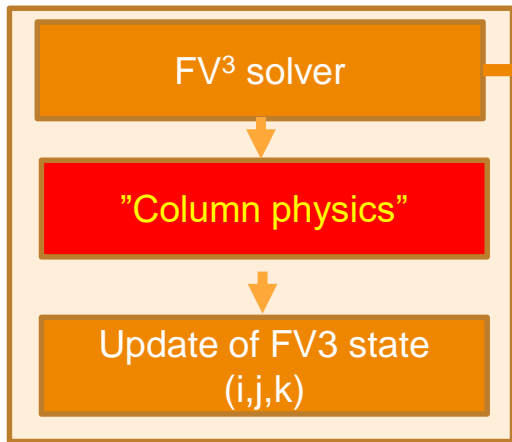 FV³ solver
”Column physics”
Update of FV3 state
(i,j,k)